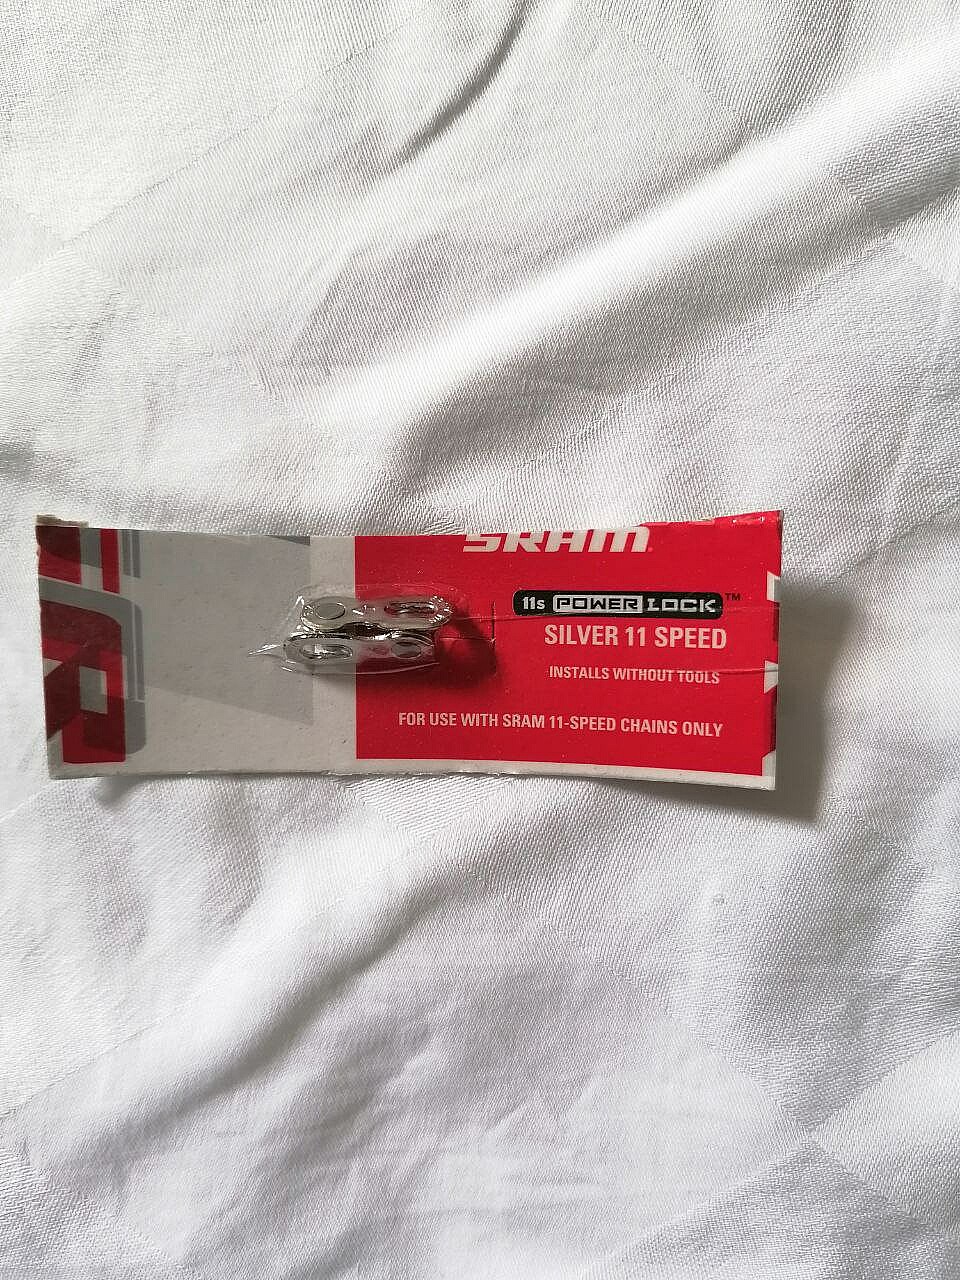 SRAM
11s POWER LOCK™
SILVER 11 SPEED
INSTALLS WITHOUT TOOLS
FOR USE WITH SRAM 11-SPEED CHAINS ONLY